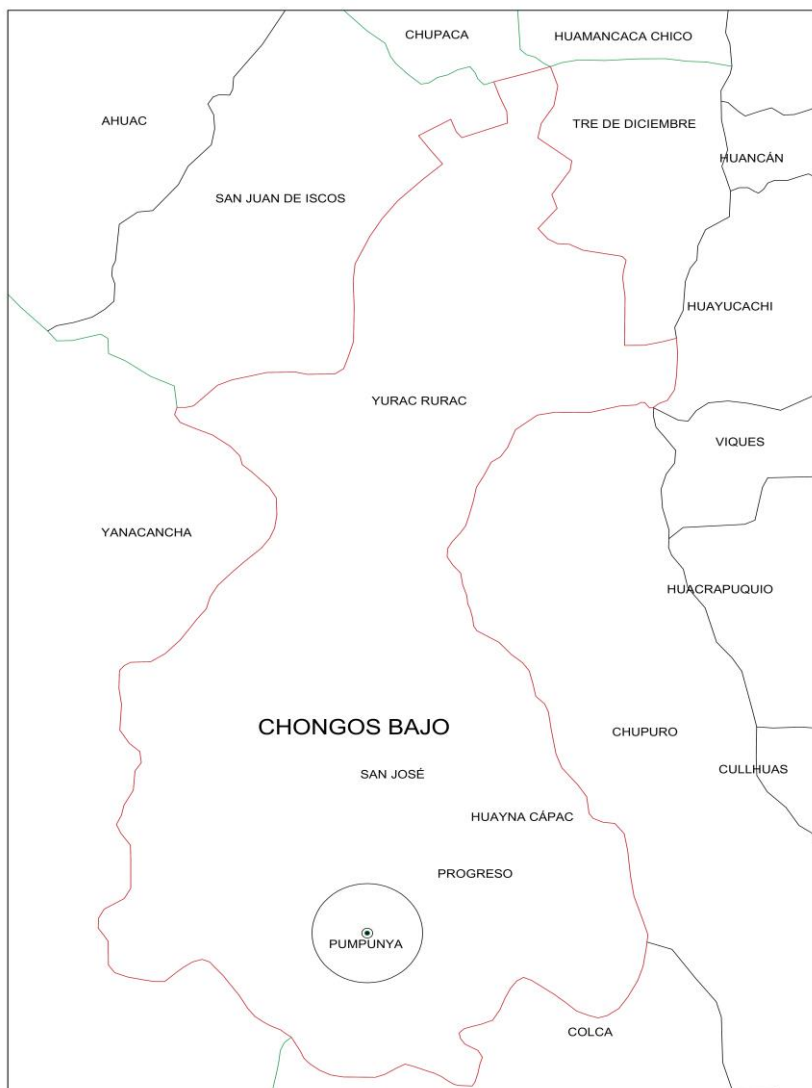 CHUPACA
HUAMANCACA CHICO
AHUAC
TRE DE DICIEMBRE
HUANCÁN
SAN JUAN DE ISCOS
HUAYUCACHI
YURAC RURAC
VIQUES
YANACANCHA
HUACRAPUQUIO
CHONGOS BAJO
CHUPURO
SAN JOSÉ
CULLHUAS
HUAYNA CÁPAC
PROGRESO
PUMPUNYA
COLCA